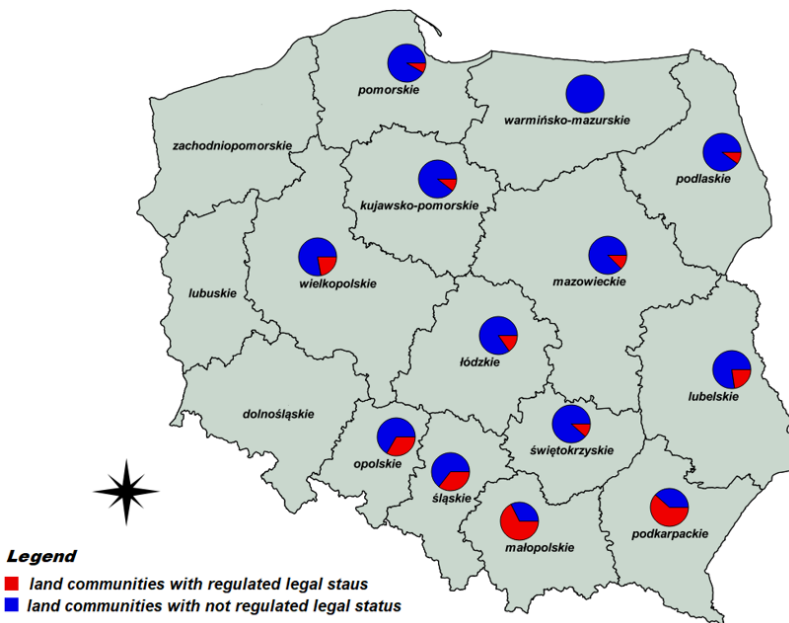 pomorskie
warmińsko-mazurskie
zachodniopomorskie
podlaskie
kujawsko-pomorskie
wielkopolskie
mazowieckie
lubuskie
łódzkie
lubelskie
dolnośląskie
opolskie
świętokrzyskie
śląskie
małopolskie
podkarpackie
Legend
land communities with regulated legal staus
land communities with not regulated legal status